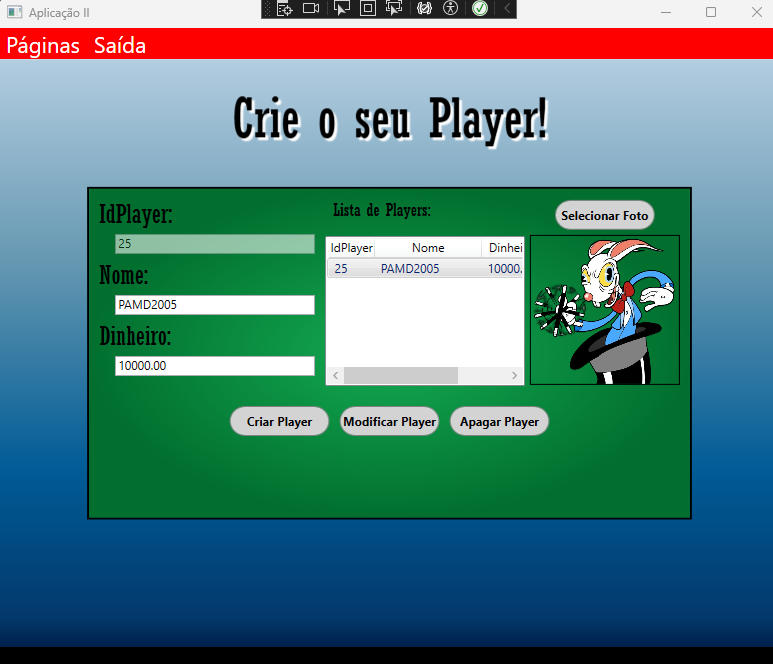 Aplicação II
Páginas Saída
Crie o seu Player!
IdPlayer:
25
Nome:
PAMD2005
Dinheiro:
10000.00
Lista de Players:
IdPlayer Nome Dinhei
25 PAMD2005 10000.
Selecionar Foto
Criar Player Modificar Player Apagar Player